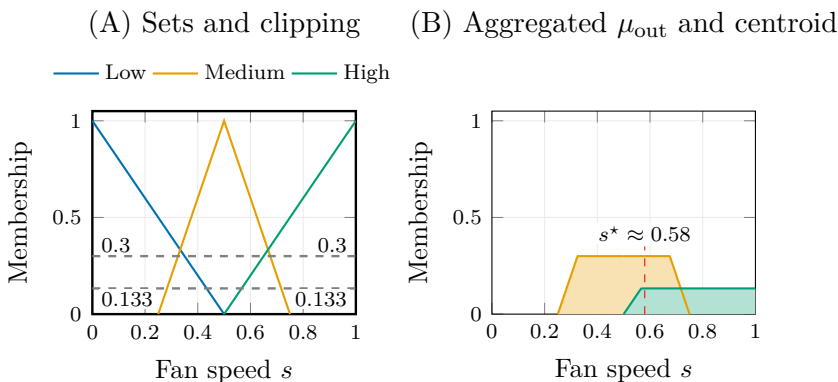 (A) Sets and clipping
Low Medium High
Membership
1
0.5
0
0.3 0.3
0.133 0.133
0 0.2 0.4 0.6 0.8 1
Fan speed s
(B) Aggregated μout and centroid
Membership
1
0.5
0
s⋆ ≈ 0.58
0 0.2 0.4 0.6 0.8 1
Fan speed s